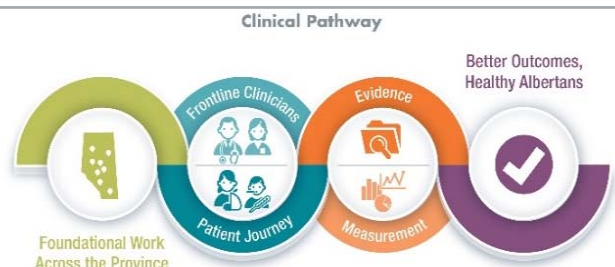 Clinical Pathway
Better Outcomes,
Healthy Albertans
Frontline Clinicians
Evidence
Patient Journey
Measurement
Foundational Work
Across the Province